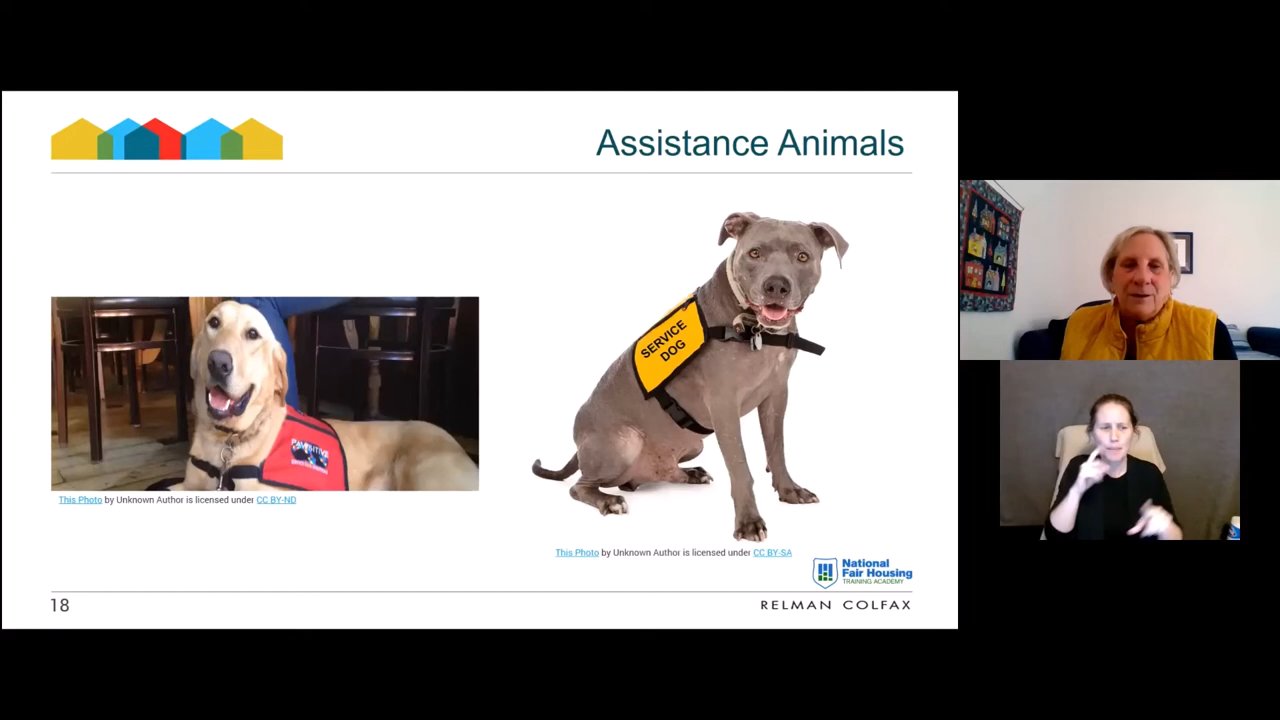 Assistance Animals
SERVICE
DOG
PAWSITIVE
This Photo by Unknown Author is licensed under CC BY-ND
This Photo by Unknown Author is licensed under CC BY-SA
National
Fair Housing
TRAINING ACADEMY
18
RELMAN COLFAX